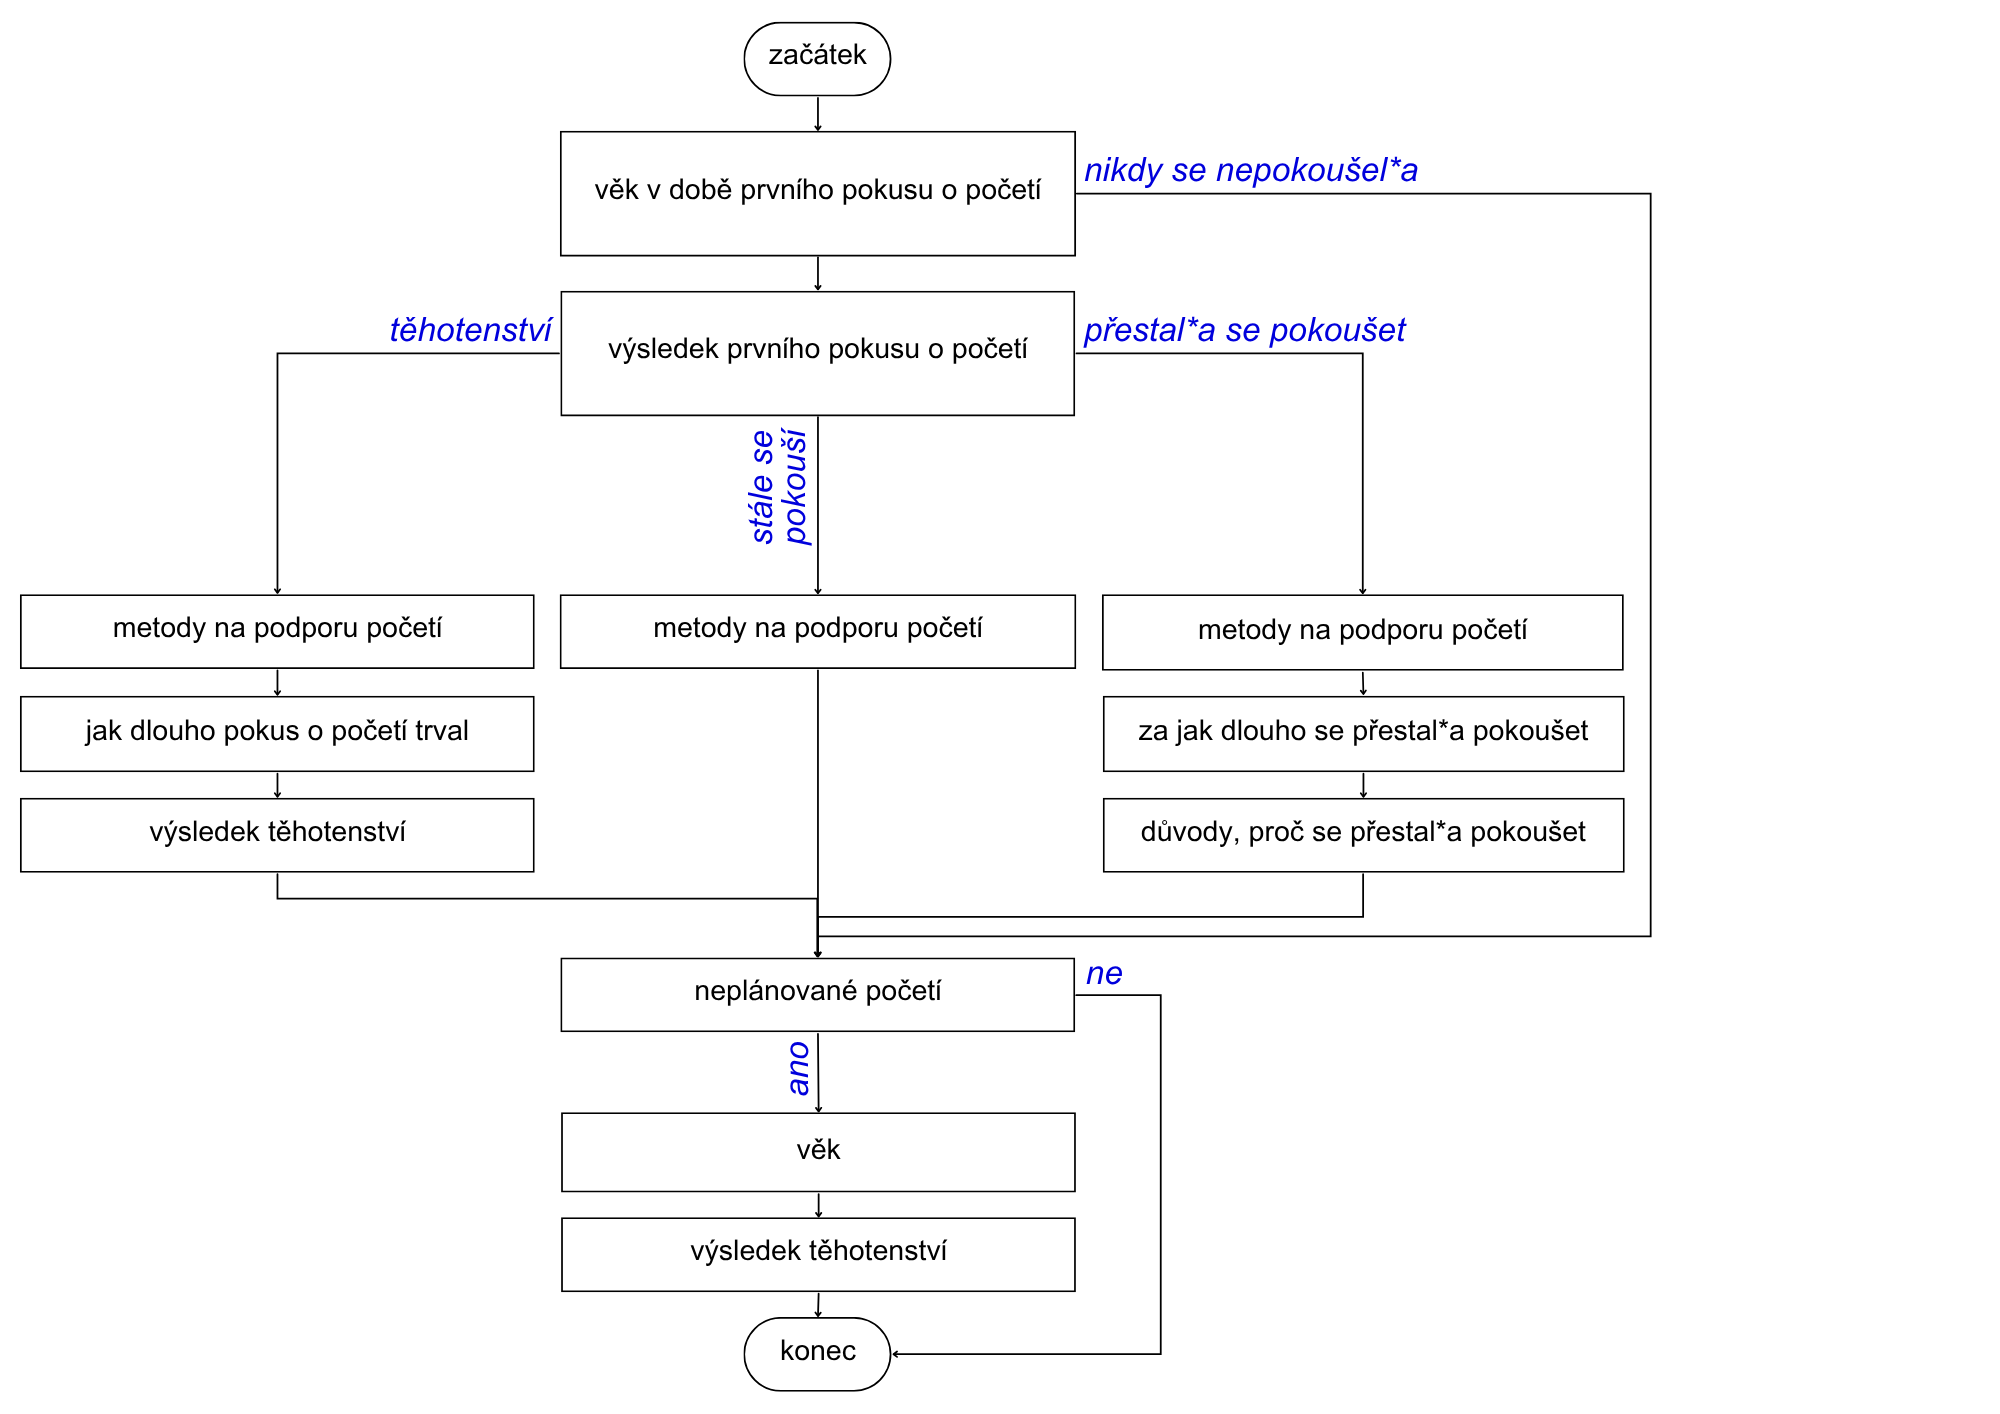 začátek
věk v době prvního pokusu o početí
nikdy se nepokoušel*a
výsledek prvního pokusu o početí
těhotenství
stále se
pokouší
přestal*a se pokoušet
metody na podporu početí
jak dlouho pokus o početí trval
výsledek těhotenství
metody na podporu početí
metody na podporu početí
za jak dlouho se přestal*a pokoušet
důvody, proč se přestal*a pokoušet
neplánované početí
ne
ano
věk
výsledek těhotenství
konec